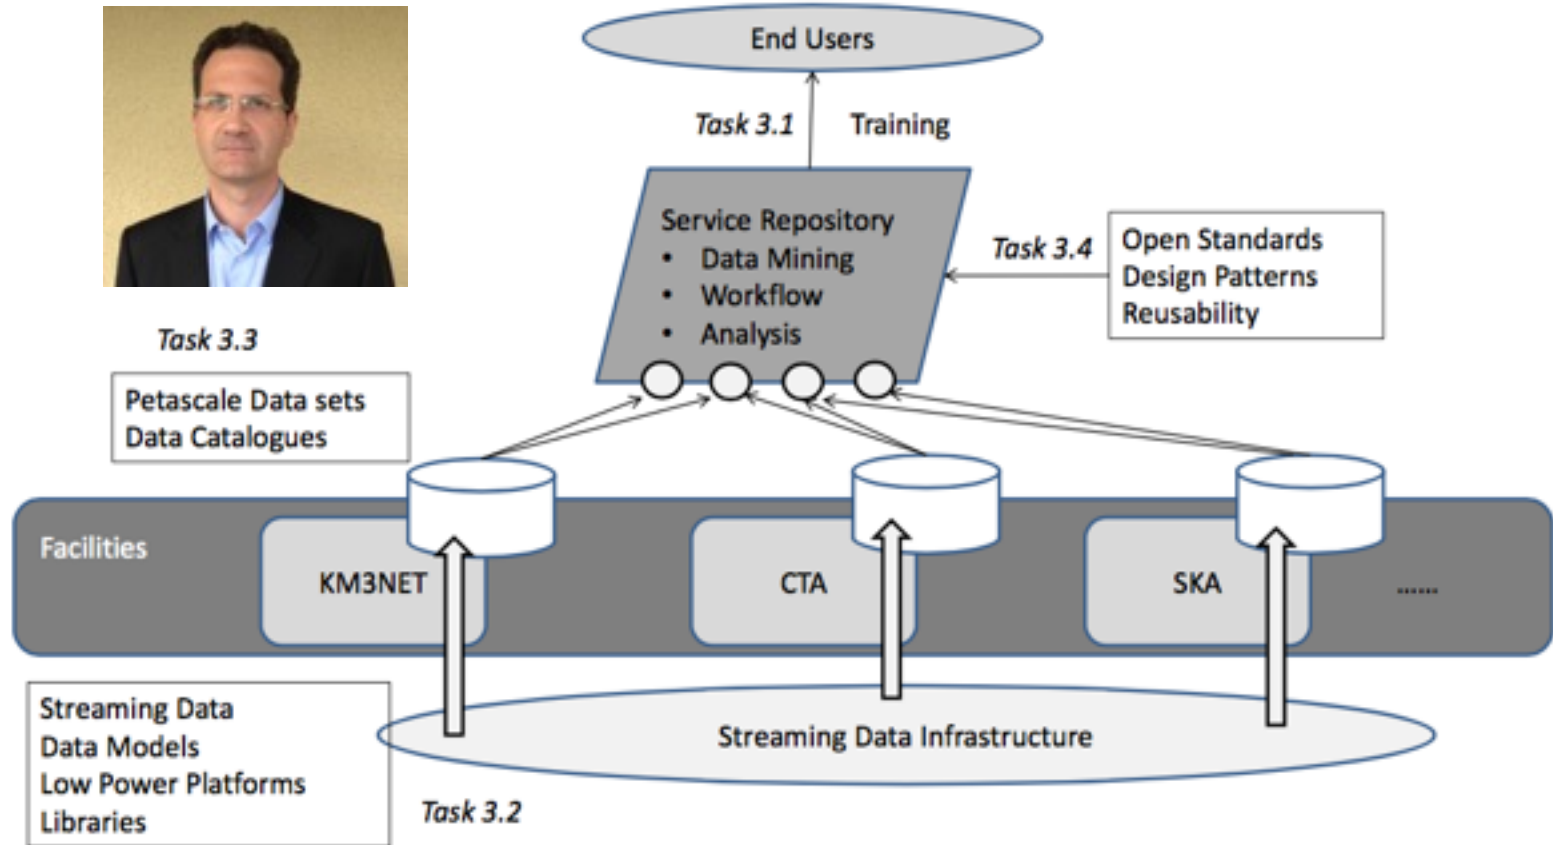 End Users
Task 3.1 Training
Service Repository
• Data Mining
• Workflow
• Analysis
Task 3.4
Open Standards
Design Patterns
Reusability
Task 3.3
Petascale Data sets
Data Catalogues
Facilities
KM3NET
CTA
SKA
......
Streaming Data
Data Models
Low Power Platforms
Libraries
Streaming Data Infrastructure
Task 3.2